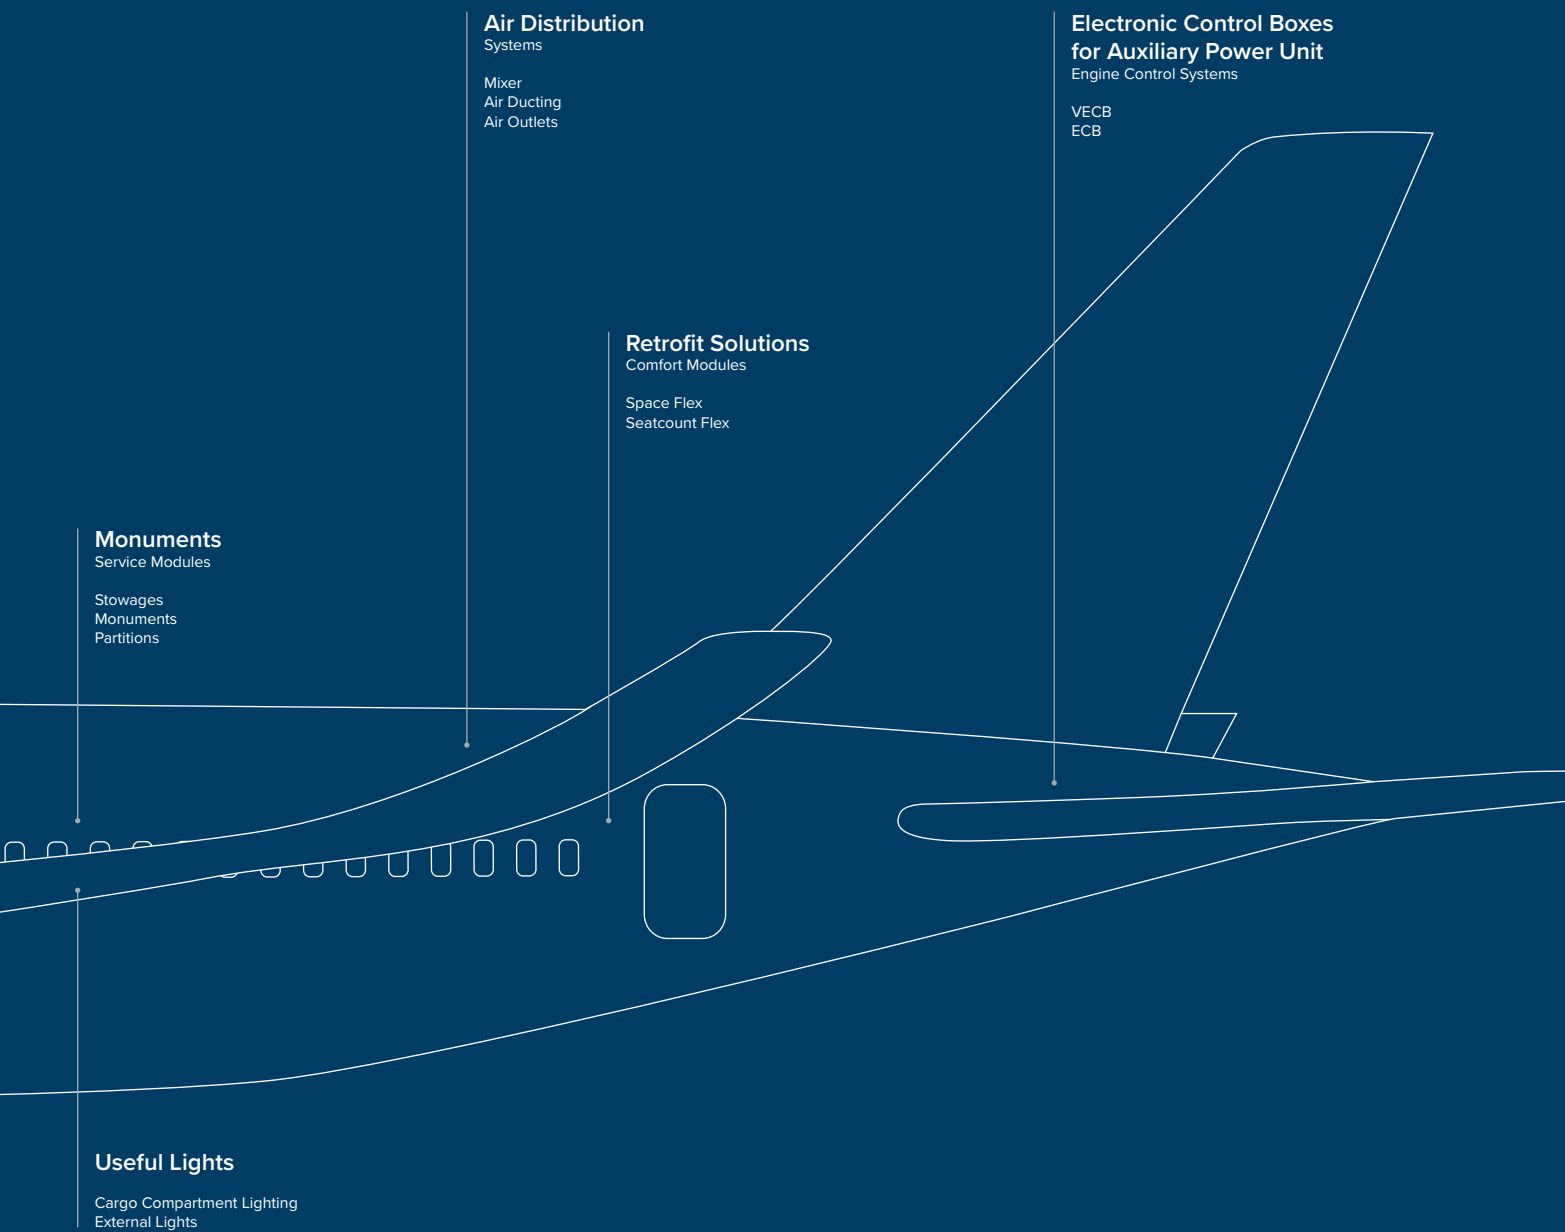 Air Distribution
Systems
Mixer
Air Ducting
Air Outlets
Electronic Control Boxes
for Auxiliary Power Unit
Engine Control Systems
VECB
ECB
Retrofit Solutions
Comfort Modules
Space Flex
Seatcount Flex
Monuments
Service Modules
Stowages
Monuments
Partitions
Useful Lights
Cargo Compartment Lighting
External Lights